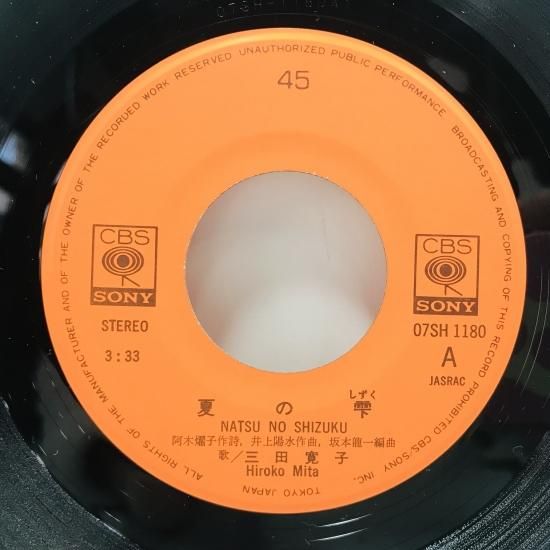 07SH-1180A
ALL RIGHTS OF THE MANUFACTURER AND OF THE OWNER OF THE RECORDED WORK RESERVED UNAUTHORIZED PUBLIC PERFORMANCE BROADCASTING AND COPYING OF THIS RECORD PROHIBITED CBS/SONY INC. TOKYO JAPAN
45
CBS
SONY
STEREO
3:33
CBS
SONY
07SH 1180
A
JASRAC
しずく
夏の雫
NATSU NO SHIZUKU
阿木燿子作詩, 井上陽水作曲, 坂本龍一編曲
歌/三田寛子
Hiroko Mita